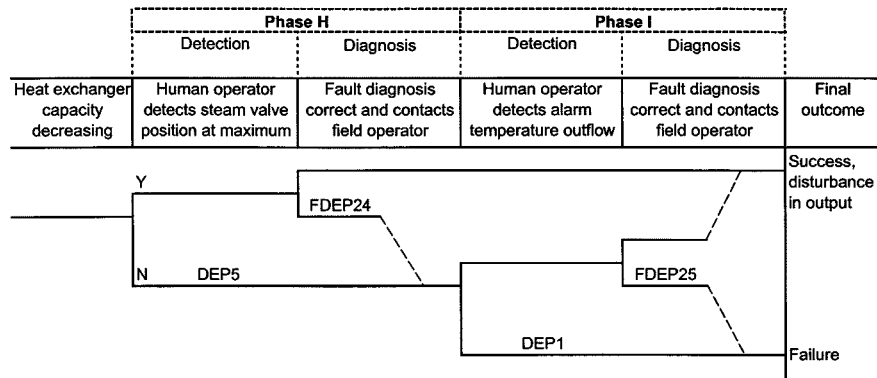 Phase H
Phase I
Detection
Diagnosis
Detection
Diagnosis
Heat exchanger
capacity
decreasing
Human operator
detects steam valve
position at maximum
Fault diagnosis
correct and contacts
field operator
Human operator
detects alarm
temperature outflow
Fault diagnosis
correct and contacts
field operator
Final
outcome
Success,
disturbance
in output
Y
FDEP24
N
DEP5
FDEP25
DEP1
Failure